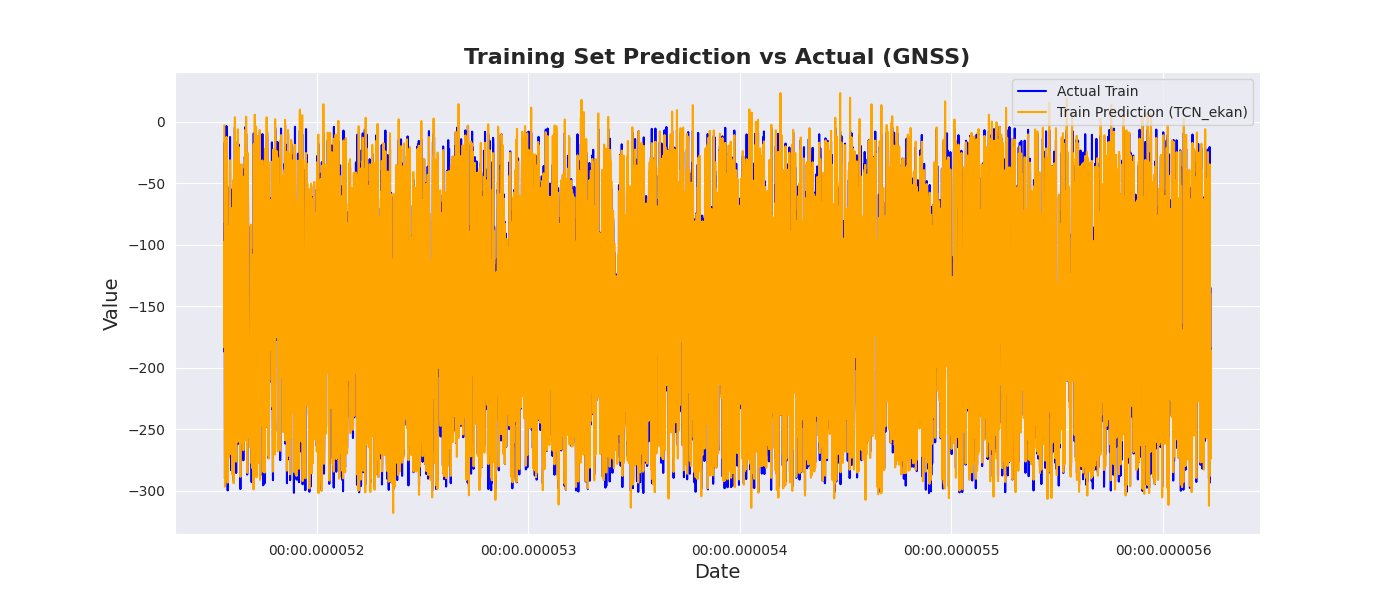 Training Set Prediction vs Actual (GNSS)
Actual Train
Train Prediction (TCN_ekan)
Value
0
−50
−100
−150
−200
−250
−300
00:00.000052
00:00.000053
00:00.000054
00:00.000055
00:00.000056
Date